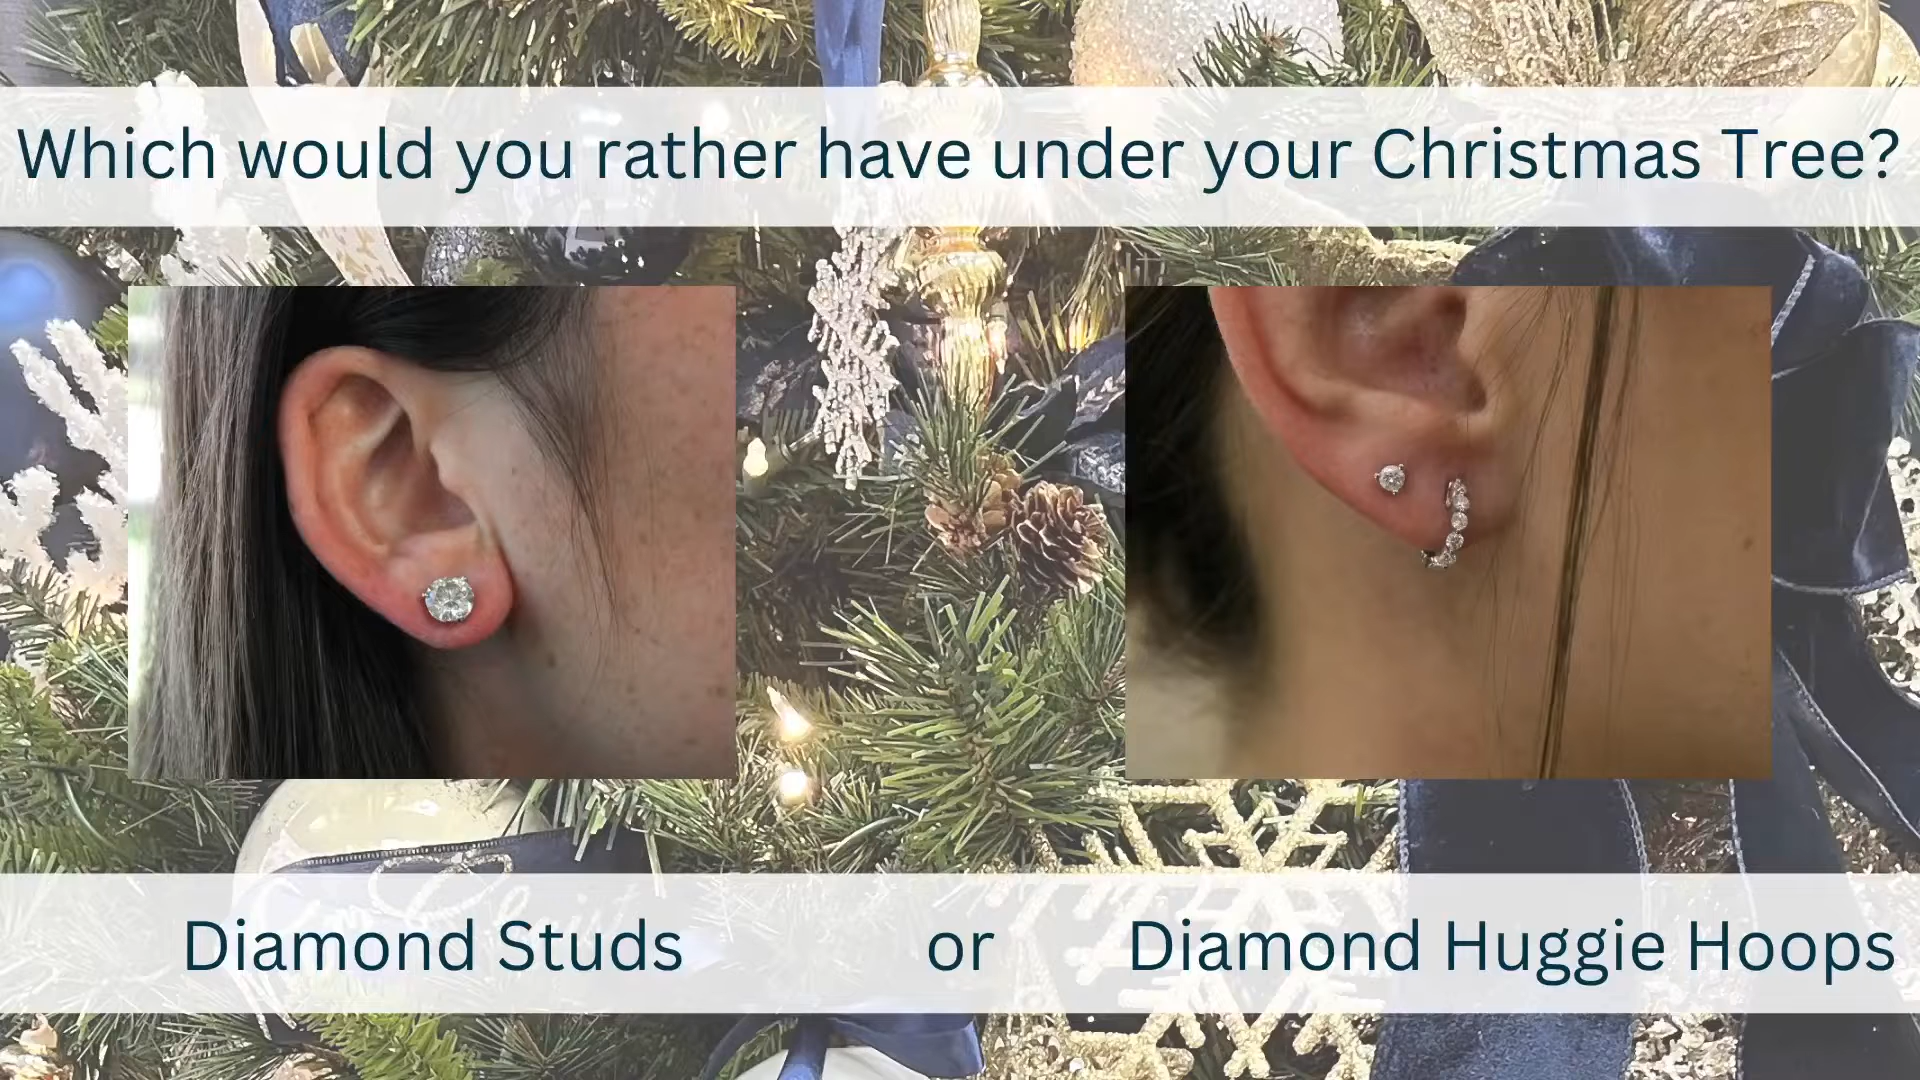 Which would you rather have under your Christmas Tree?
Diamond Studs or Diamond Huggie Hoops